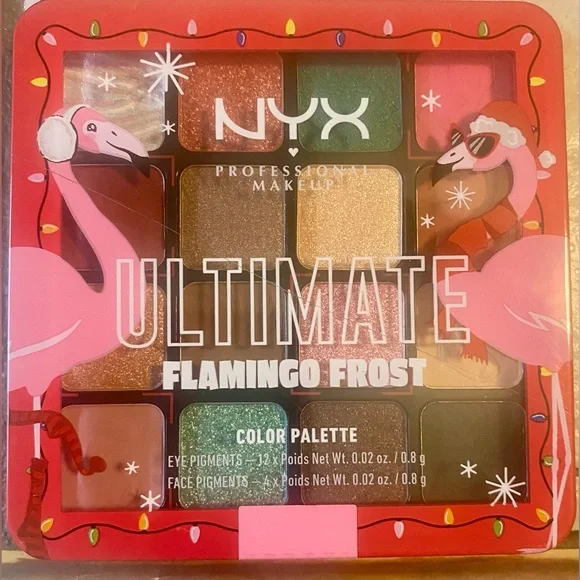 NYX
PROFESSIONAL
MAKEUP
ULTIMATE
FLAMINGO FROST
COLOR PALETTE
EYE PIGMENTS – 12 x Poids Net Wt. 0.02 oz. / 0.8 g
FACE PIGMENTS – 4 x Poids Net Wt. 0.02 oz. / 0.8 g